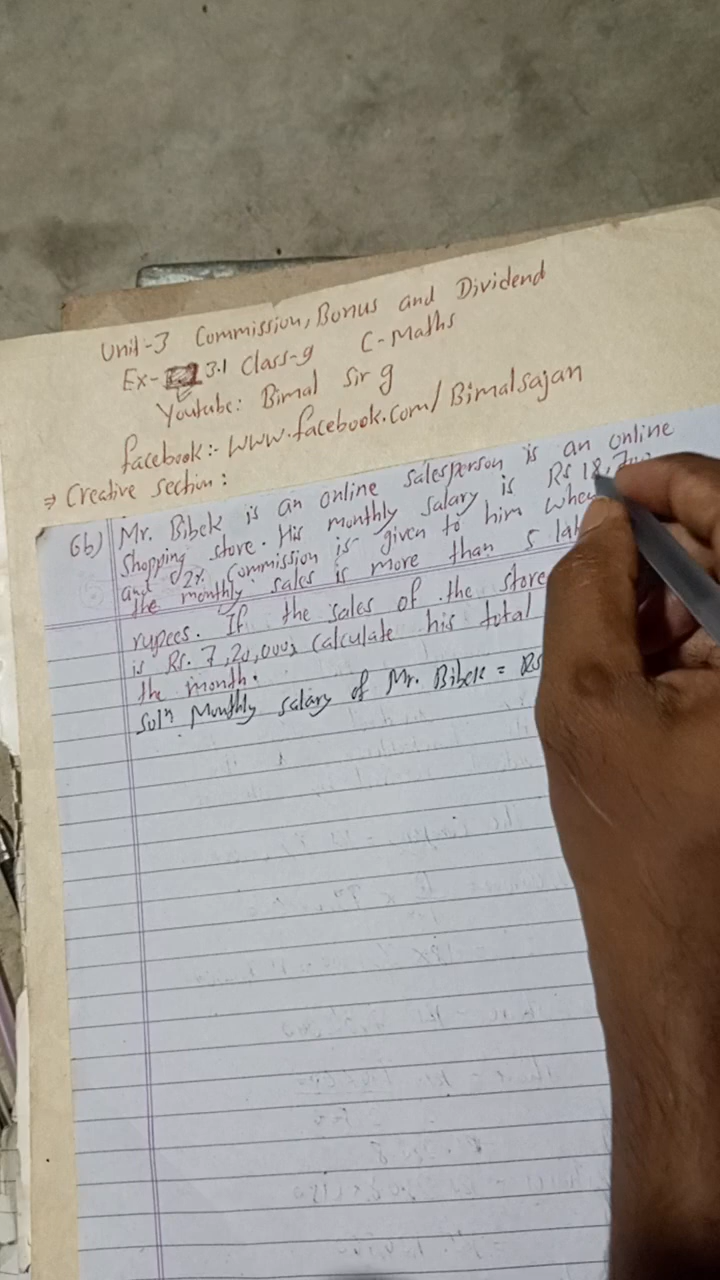 Unit-3 Commission, Bonus and Dividend
Ex- 3.1 Class-9 C-Maths
Youtube: Bimal Sir g
facebook:- www.facebook.com/Bimalsajan
⇒ Creative section:
6b) Mr. Bibek is an online salesperson is an online
shopping store. His monthly salary is Rs 18,
and 2% commission is given to him when
the monthly sales is more than 5
rupees. If the sales of the store
is Rs. 7,20,000, calculate his total
the month.
Solⁿ Monthly salary of Mr. Bibek = Rs